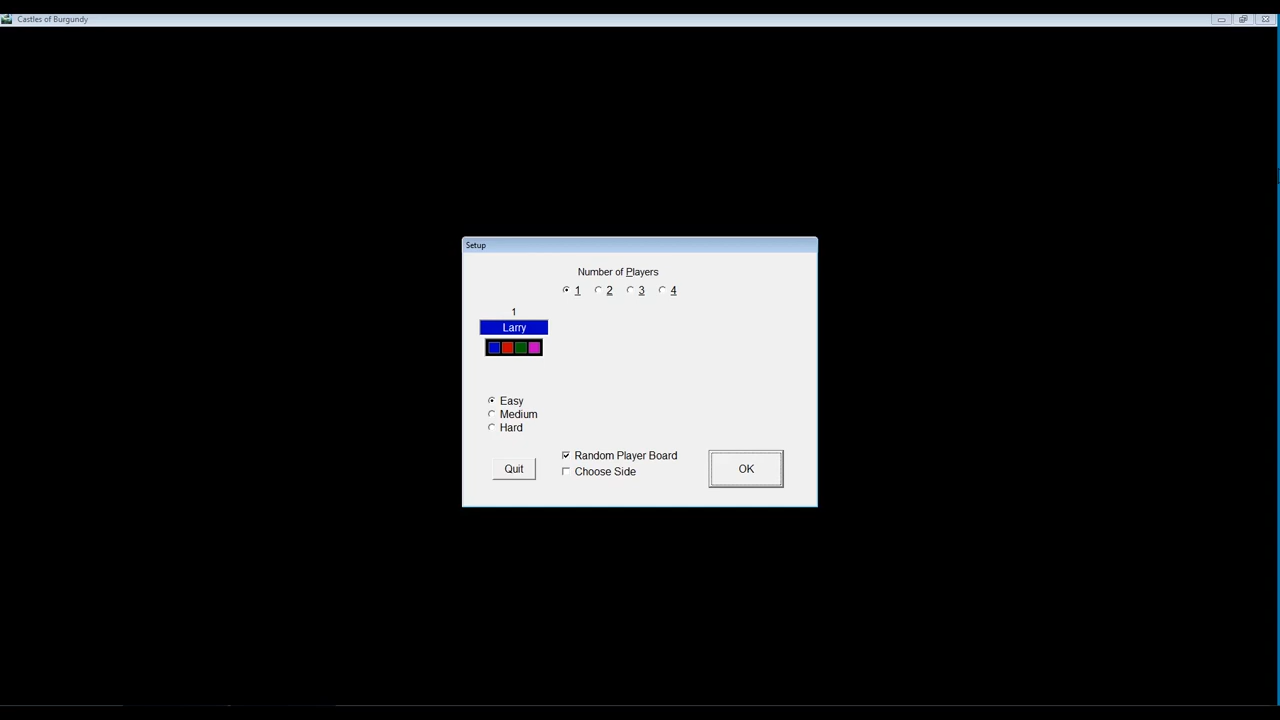 Castles of Burgundy
Setup
Number of Players
1 2 3 4
1
Larry
Easy
Medium
Hard
Random Player Board
Choose Side
Quit
OK